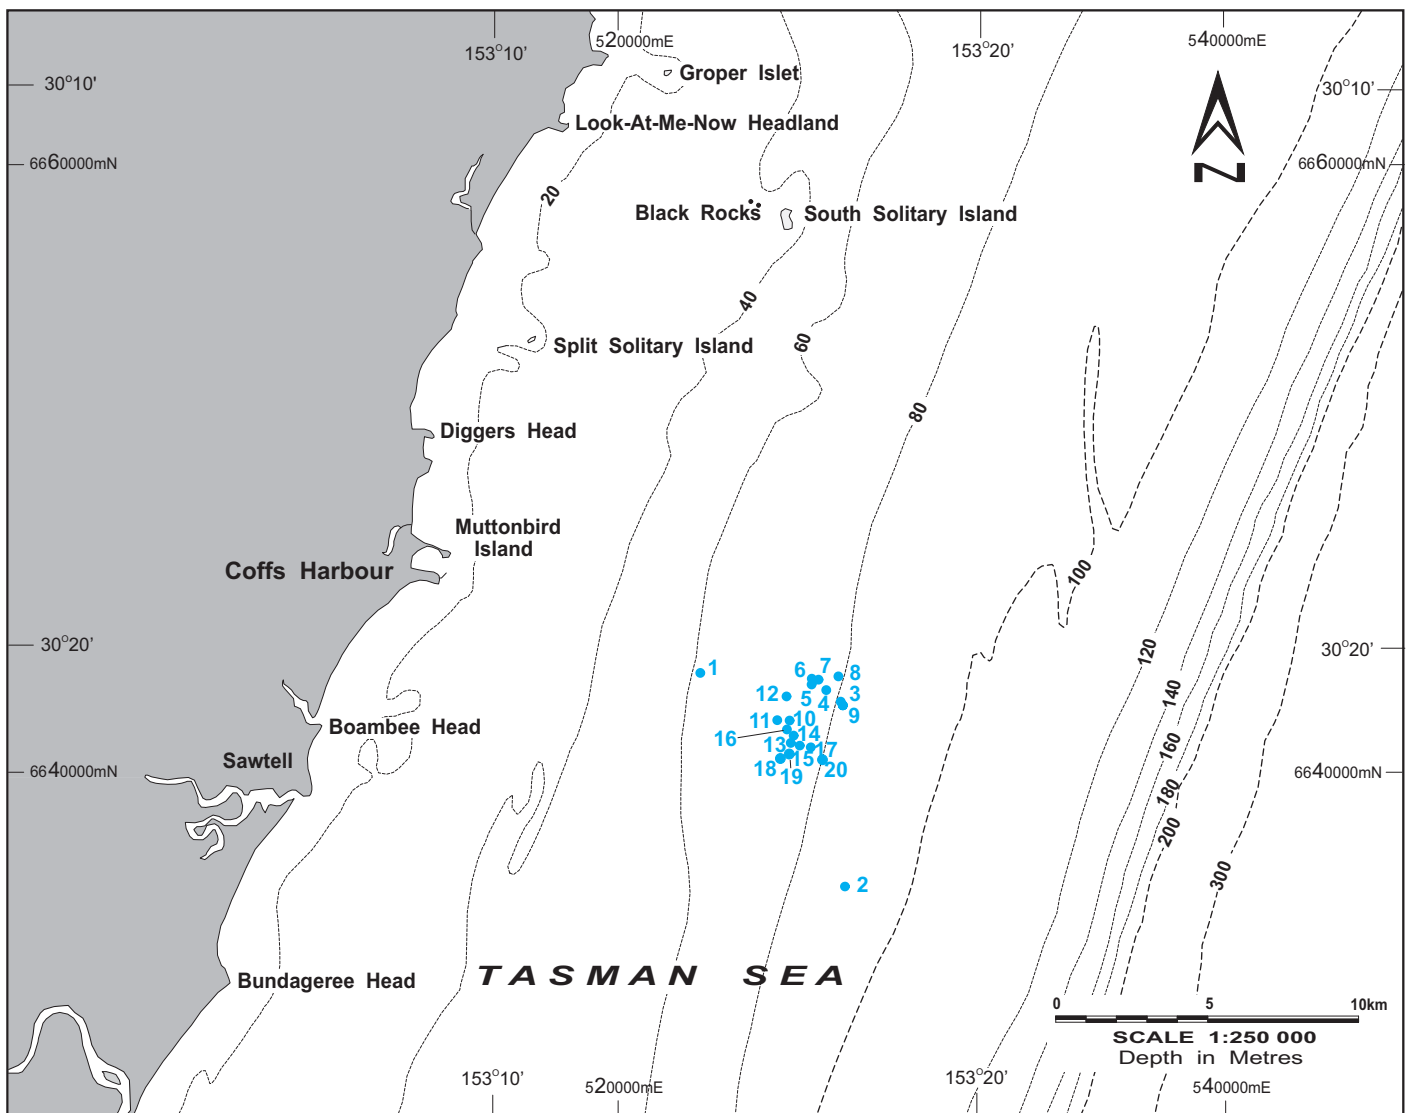 153°10'
520000mE
153°20'
540000mE
30°10'
30°10'
Groper Islet
Look-At-Me-Now Headland
6660000mN
6660000mN
20
Black Rocks
South Solitary Island
N
40
60
Split Solitary Island
80
Diggers Head
Muttonbird
Island
Coffs Harbour
100
30°20'
30°20'
120
140
160
180
200
300
1
6
7
8
12
5
4
3
9
11
10
16
14
13
17
15
18
19
20
2
Boambee Head
Sawtell
6640000mN
6640000mN
TASMAN SEA
Bundageree Head
0 5 10km
SCALE 1:250 000
Depth in Metres
153°10'
520000mE
153°20'
540000mE